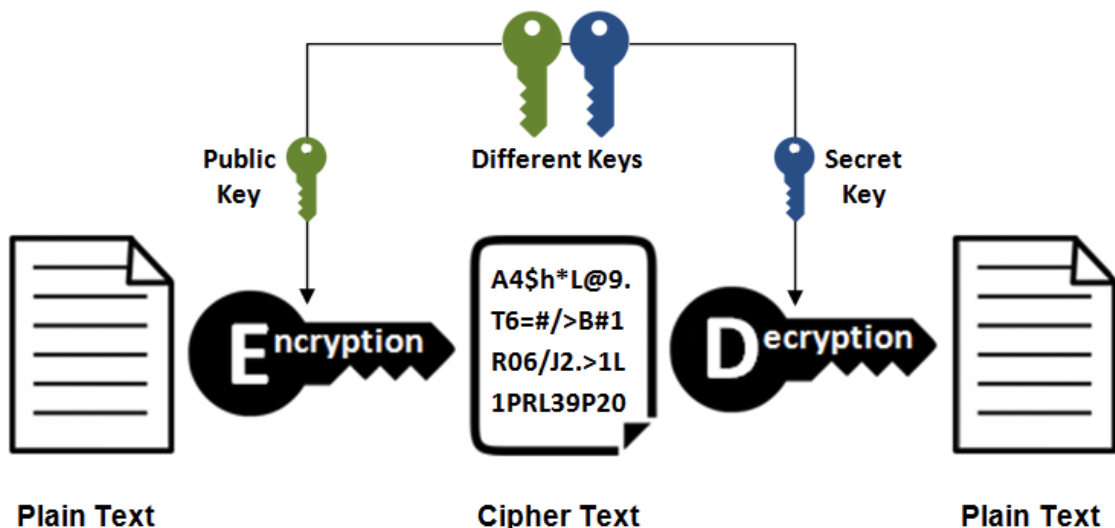 Public
Key
Different Keys
Secret
Key
Encryption
A4$h*L@9.
T6=#/>B#1
R06/J2.>1L
1PRL39P20
Decryption
Plain Text
Cipher Text
Plain Text